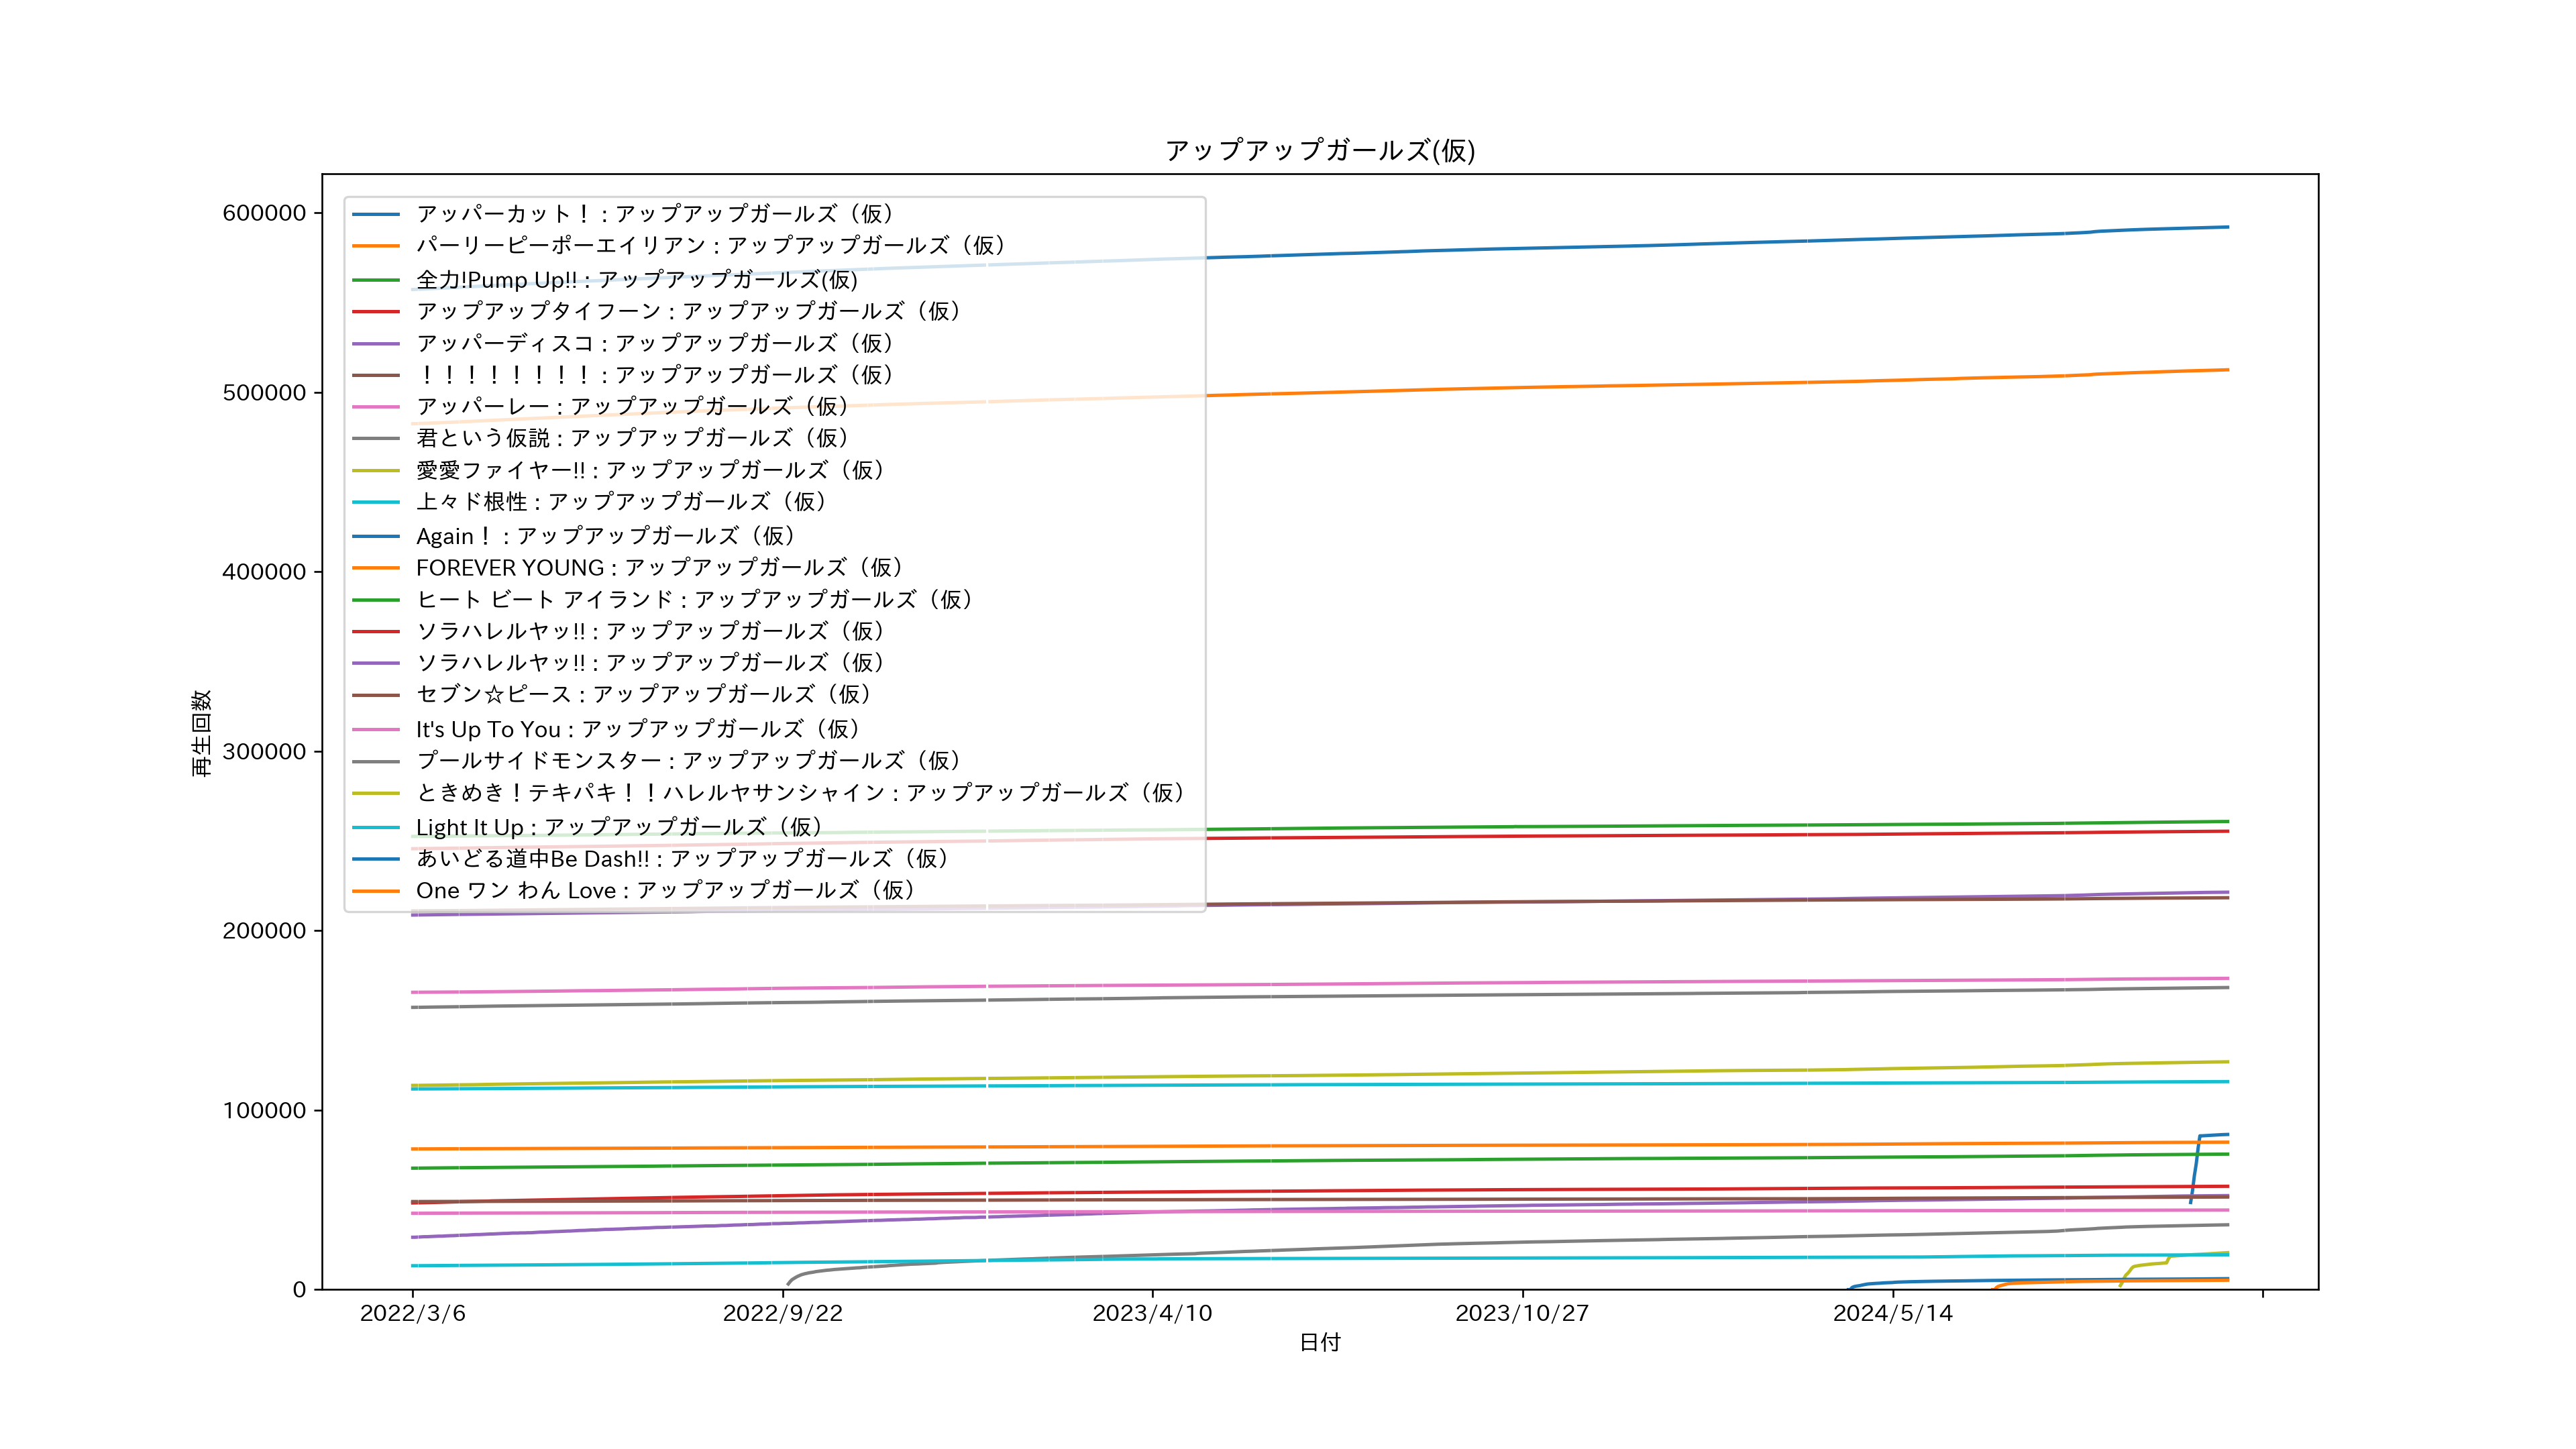 アップアップガールズ(仮)
600000
500000
400000
300000
200000
100000
0
再生回数
アッパーカット！ : アップアップガールズ（仮）
パーリーピーポーエイリアン : アップアップガールズ（仮）
全力!Pump Up!! : アップアップガールズ(仮)
アップアップタイフーン : アップアップガールズ（仮）
アッパーディスコ : アップアップガールズ（仮）
！！！！！！！！ : アップアップガールズ（仮）
アッパーレー : アップアップガールズ（仮）
君という仮説 : アップアップガールズ（仮）
愛愛ファイヤー!! : アップアップガールズ（仮）
上々ド根性 : アップアップガールズ（仮）
Again！ : アップアップガールズ（仮）
FOREVER YOUNG : アップアップガールズ（仮）
ヒート ビート アイランド : アップアップガールズ（仮）
ソラハレルヤッ!! : アップアップガールズ（仮）
ソラハレルヤッ!! : アップアップガールズ（仮）
セブン☆ピース : アップアップガールズ（仮）
It's Up To You : アップアップガールズ（仮）
プールサイドモンスター : アップアップガールズ（仮）
ときめき！テキパキ！！ハレルヤサンシャイン : アップアップガールズ（仮）
Light It Up : アップアップガールズ（仮）
あいどる道中Be Dash!! : アップアップガールズ（仮）
One ワン わん Love : アップアップガールズ（仮）
2022/3/6
2022/9/22
2023/4/10
2023/10/27
2024/5/14
日付